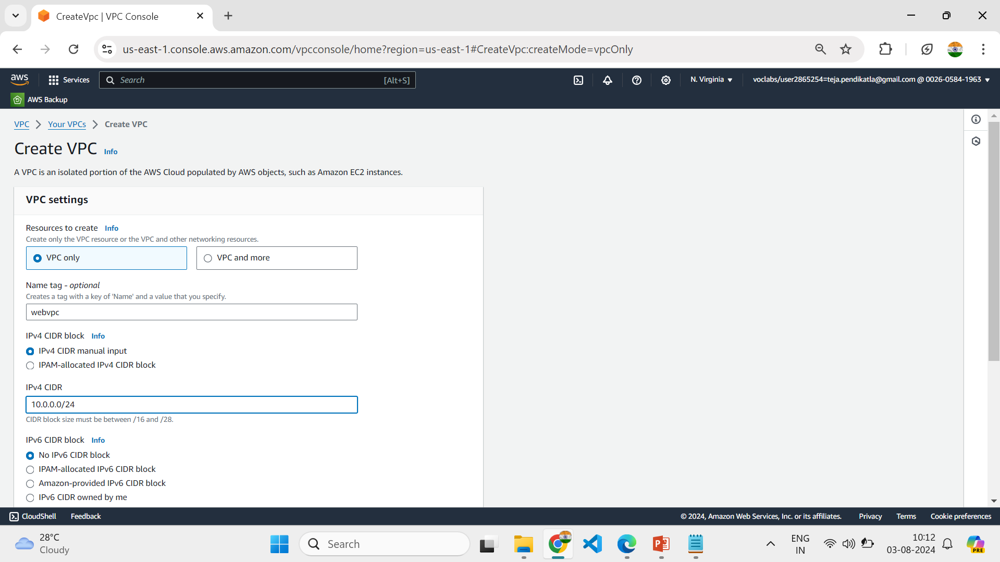 CreateVpc | VPC Console
us-east-1.console.aws.amazon.com/vpcconsole/home?region=us-east-1#CreateVpc:createMode=vpcOnly
aws
Services
Search
[Alt+S]
N. Virginia
voclabs/user2865254=teja.pendikatla@gmail.com @ 0026-0584-1963
AWS Backup
VPC
Your VPCs
Create VPC
Create VPC Info
A VPC is an isolated portion of the AWS Cloud populated by AWS objects, such as Amazon EC2 instances.
VPC settings
Resources to create Info
Create only the VPC resource or the VPC and other networking resources.
VPC only
VPC and more
Name tag - optional
Creates a tag with a key of 'Name' and a value that you specify.
webvpc
IPv4 CIDR block Info
IPv4 CIDR manual input
IPAM-allocated IPv4 CIDR block
IPv4 CIDR
10.0.0.0/24
CIDR block size must be between /16 and /28.
IPv6 CIDR block Info
No IPv6 CIDR block
IPAM-allocated IPv6 CIDR block
Amazon-provided IPv6 CIDR block
IPv6 CIDR owned by me
CloudShell
Feedback
© 2024, Amazon Web Services, Inc. or its affiliates.
Privacy
Terms
Cookie preferences
28°C
Cloudy
Search
ENG
IN
10:12
03-08-2024
PRE